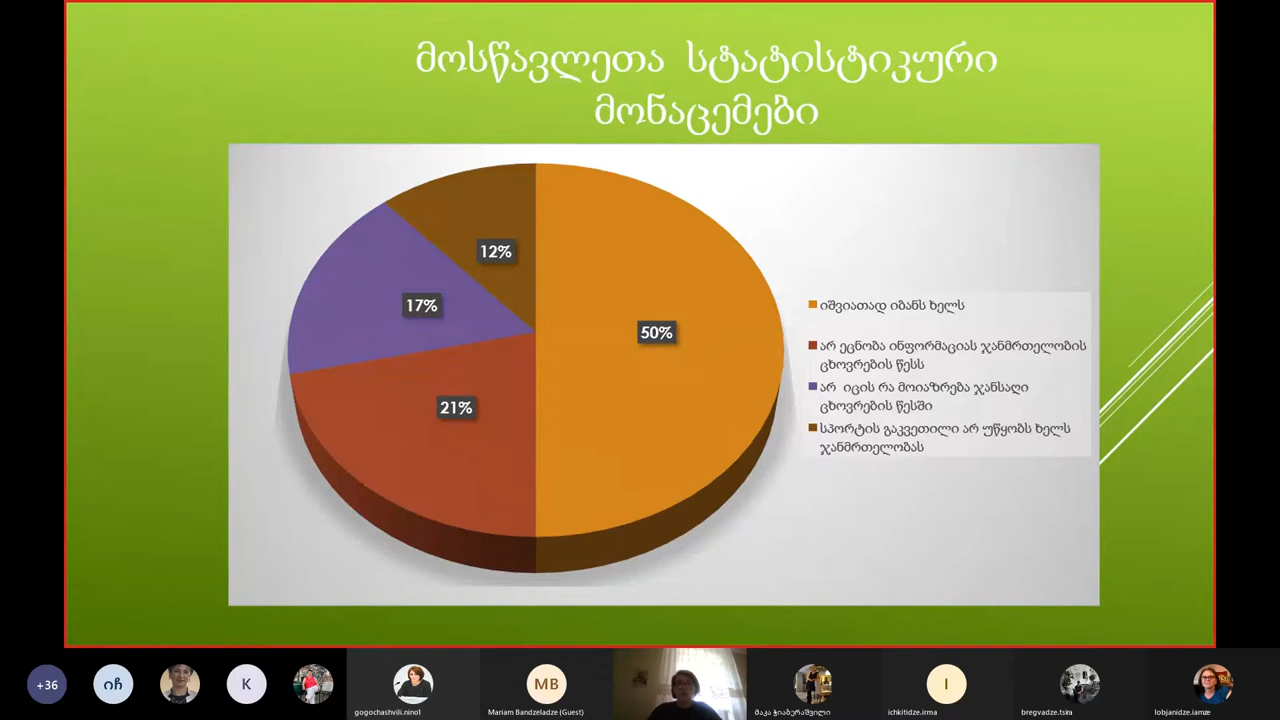 მოსწავლეთა სტატისტიკური
მონაცემები
12%
17%
50%
21%
იშვიათად იბანს ხელს
არ ეცნობა ინფორმაციას ჯანმრთელობის
ცხოვრების წესს
არ იცის რა მოიაზრება ჯანსაღი
ცხოვრების წესში
სპორტის გაკვეთილი არ უწყობს ხელს
ჯანმრთელობას
+36
იჩ
K
MB
I
gogochashvili.nino1
Mariam Bandzeladze (Guest)
მაკა ჭიაბერაშვილი
ichkitidze.irma
bregvadze.tsira
lobjanidze.iamze